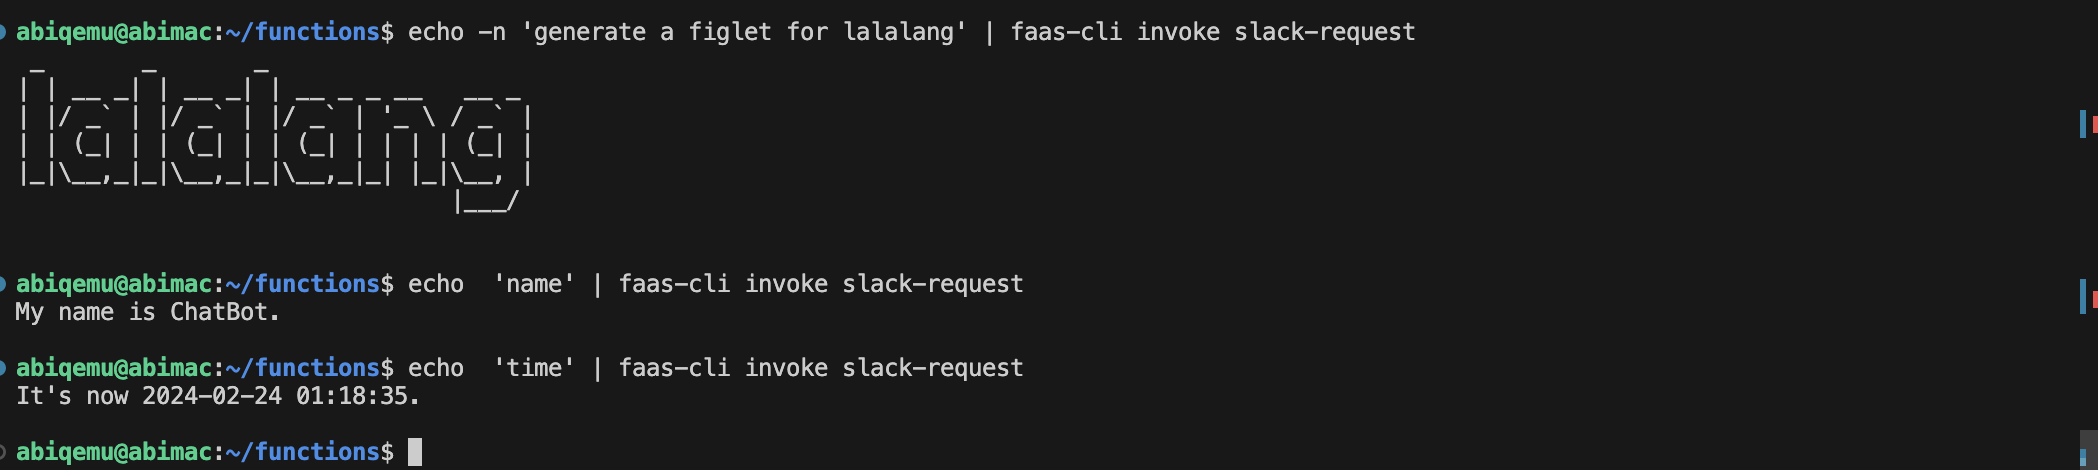 abiqemu@abimac:~/functions$ echo -n 'generate a figlet for lalalang' | faas-cli invoke slack-request
 _       _       _
| | __ _| | __ _| | __ _ _ __   __ _
| |/ _` | |/ _` | |/ _` | '_ \ / _` |
| | (_| | | (_| | | (_| | | | | (_| |
|_|\__,_|_|\__,_|_|\__,_|_| |_|\__, |
                               |___/
abiqemu@abimac:~/functions$ echo  'name' | faas-cli invoke slack-request
My name is ChatBot.
abiqemu@abimac:~/functions$ echo  'time' | faas-cli invoke slack-request
It's now 2024-02-24 01:18:35.
abiqemu@abimac:~/functions$